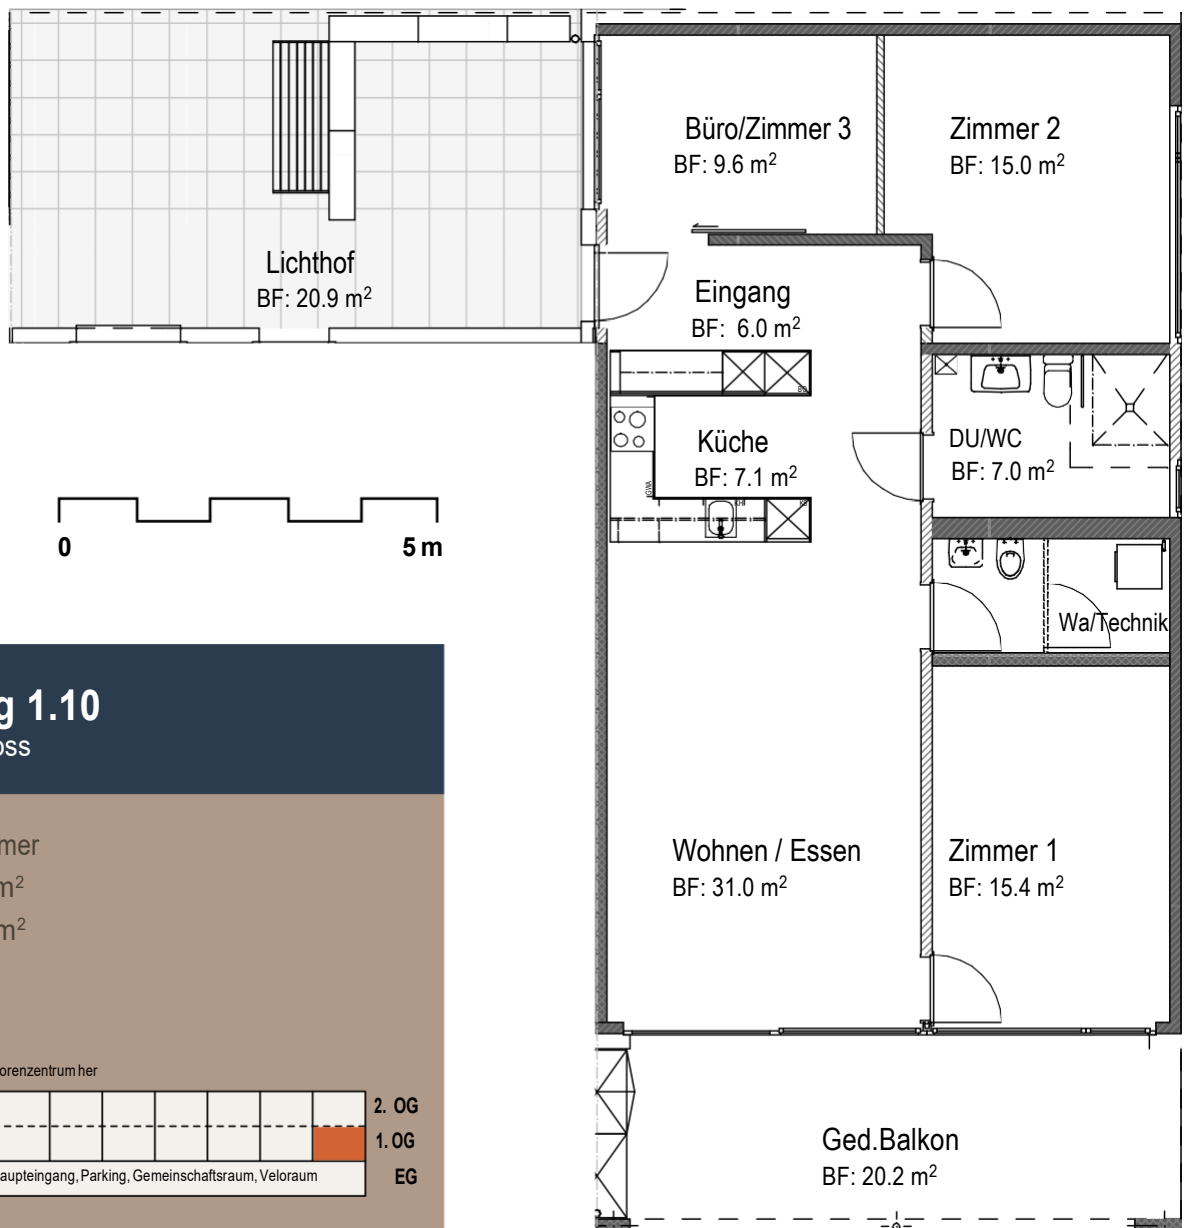 Büro/Zimmer 3
BF: 9.6 m²
Zimmer 2
BF: 15.0 m²
Lichthof
BF: 20.9 m²
Eingang
BF: 6.0 m²
Küche
BF: 7.1 m²
DU/WC
BF: 7.0 m²
GWA
KHI
0
5 m
Wa/Technik
g 1.10
oss
mer
m²
m²
Wohnen / Essen
BF: 31.0 m²
Zimmer 1
BF: 15.4 m²
orenzentrum her
2. OG
1. OG
aupteingang, Parking, Gemeinschaftsraum, Veloraum
EG
Ged.Balkon
BF: 20.2 m²